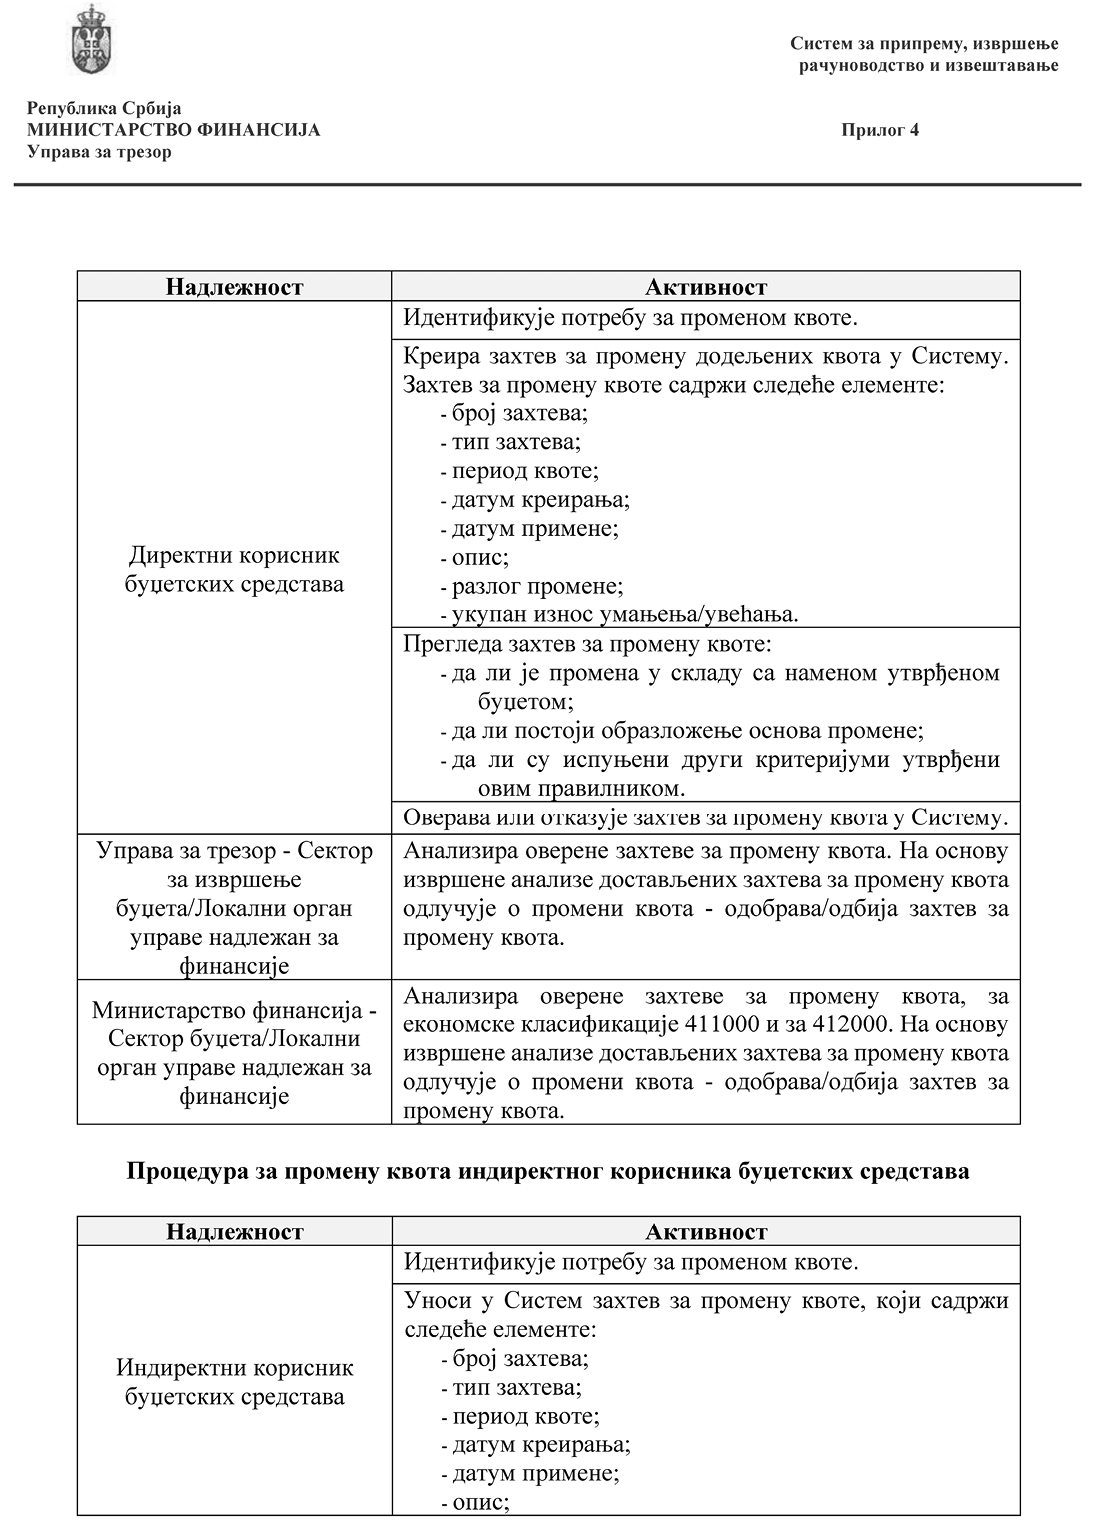 Систем за припрему, извршење
рачуноводство и извештавање
Република Србија
МИНИСТАРСТВО ФИНАНСИЈА
Прилог 4
Управа за трезор
Надлежност
Активност
Директни корисник
буџетских средстава
Идентификује потребу за променом квоте.
Креира захтев за промену додељених квота у Систему.
Захтев за промену квоте садржи следеће елементе:
- број захтева;
- тип захтева;
- период квоте;
- датум креирања;
- датум примене;
- опис;
- разлог промене;
- укупан износ умањења/увећања.
Прегледа захтев за промену квоте:
- да ли је промена у складу са наменом утврђеном
буџетом;
- да ли постоји образложење основа промене;
- да ли су испуњени други критеријуми утврђени
овим правилником.
Оверава или отказује захтев за промену квота у Систему.
Управа за трезор - Сектор
за извршење
буџета/Локални орган
управе надлежан за
финансије
Анализира оверене захтеве за промену квота. На основу
извршене анализе достављених захтева за промену квота
одлучује о промени квота - одобрава/одбија захтев за
промену квота.
Министарство финансија -
Сектор буџета/Локални
орган управе надлежан за
финансије
Анализира оверене захтеве за промену квота, за
економске класификације 411000 и за 412000. На основу
извршене анализе достављених захтева за промену квота
одлучује о промени квота - одобрава/одбија захтев за
промену квота.
Процедура за промену квота индиректног корисника буџетских средстава
Надлежност
Активност
Индиректни корисник
буџетских средстава
Идентификује потребу за променом квоте.
Уноси у Систем захтев за промену квоте, који садржи
следеће елементе:
- број захтева;
- тип захтева;
- период квоте;
- датум креирања;
- датум примене;
- опис;